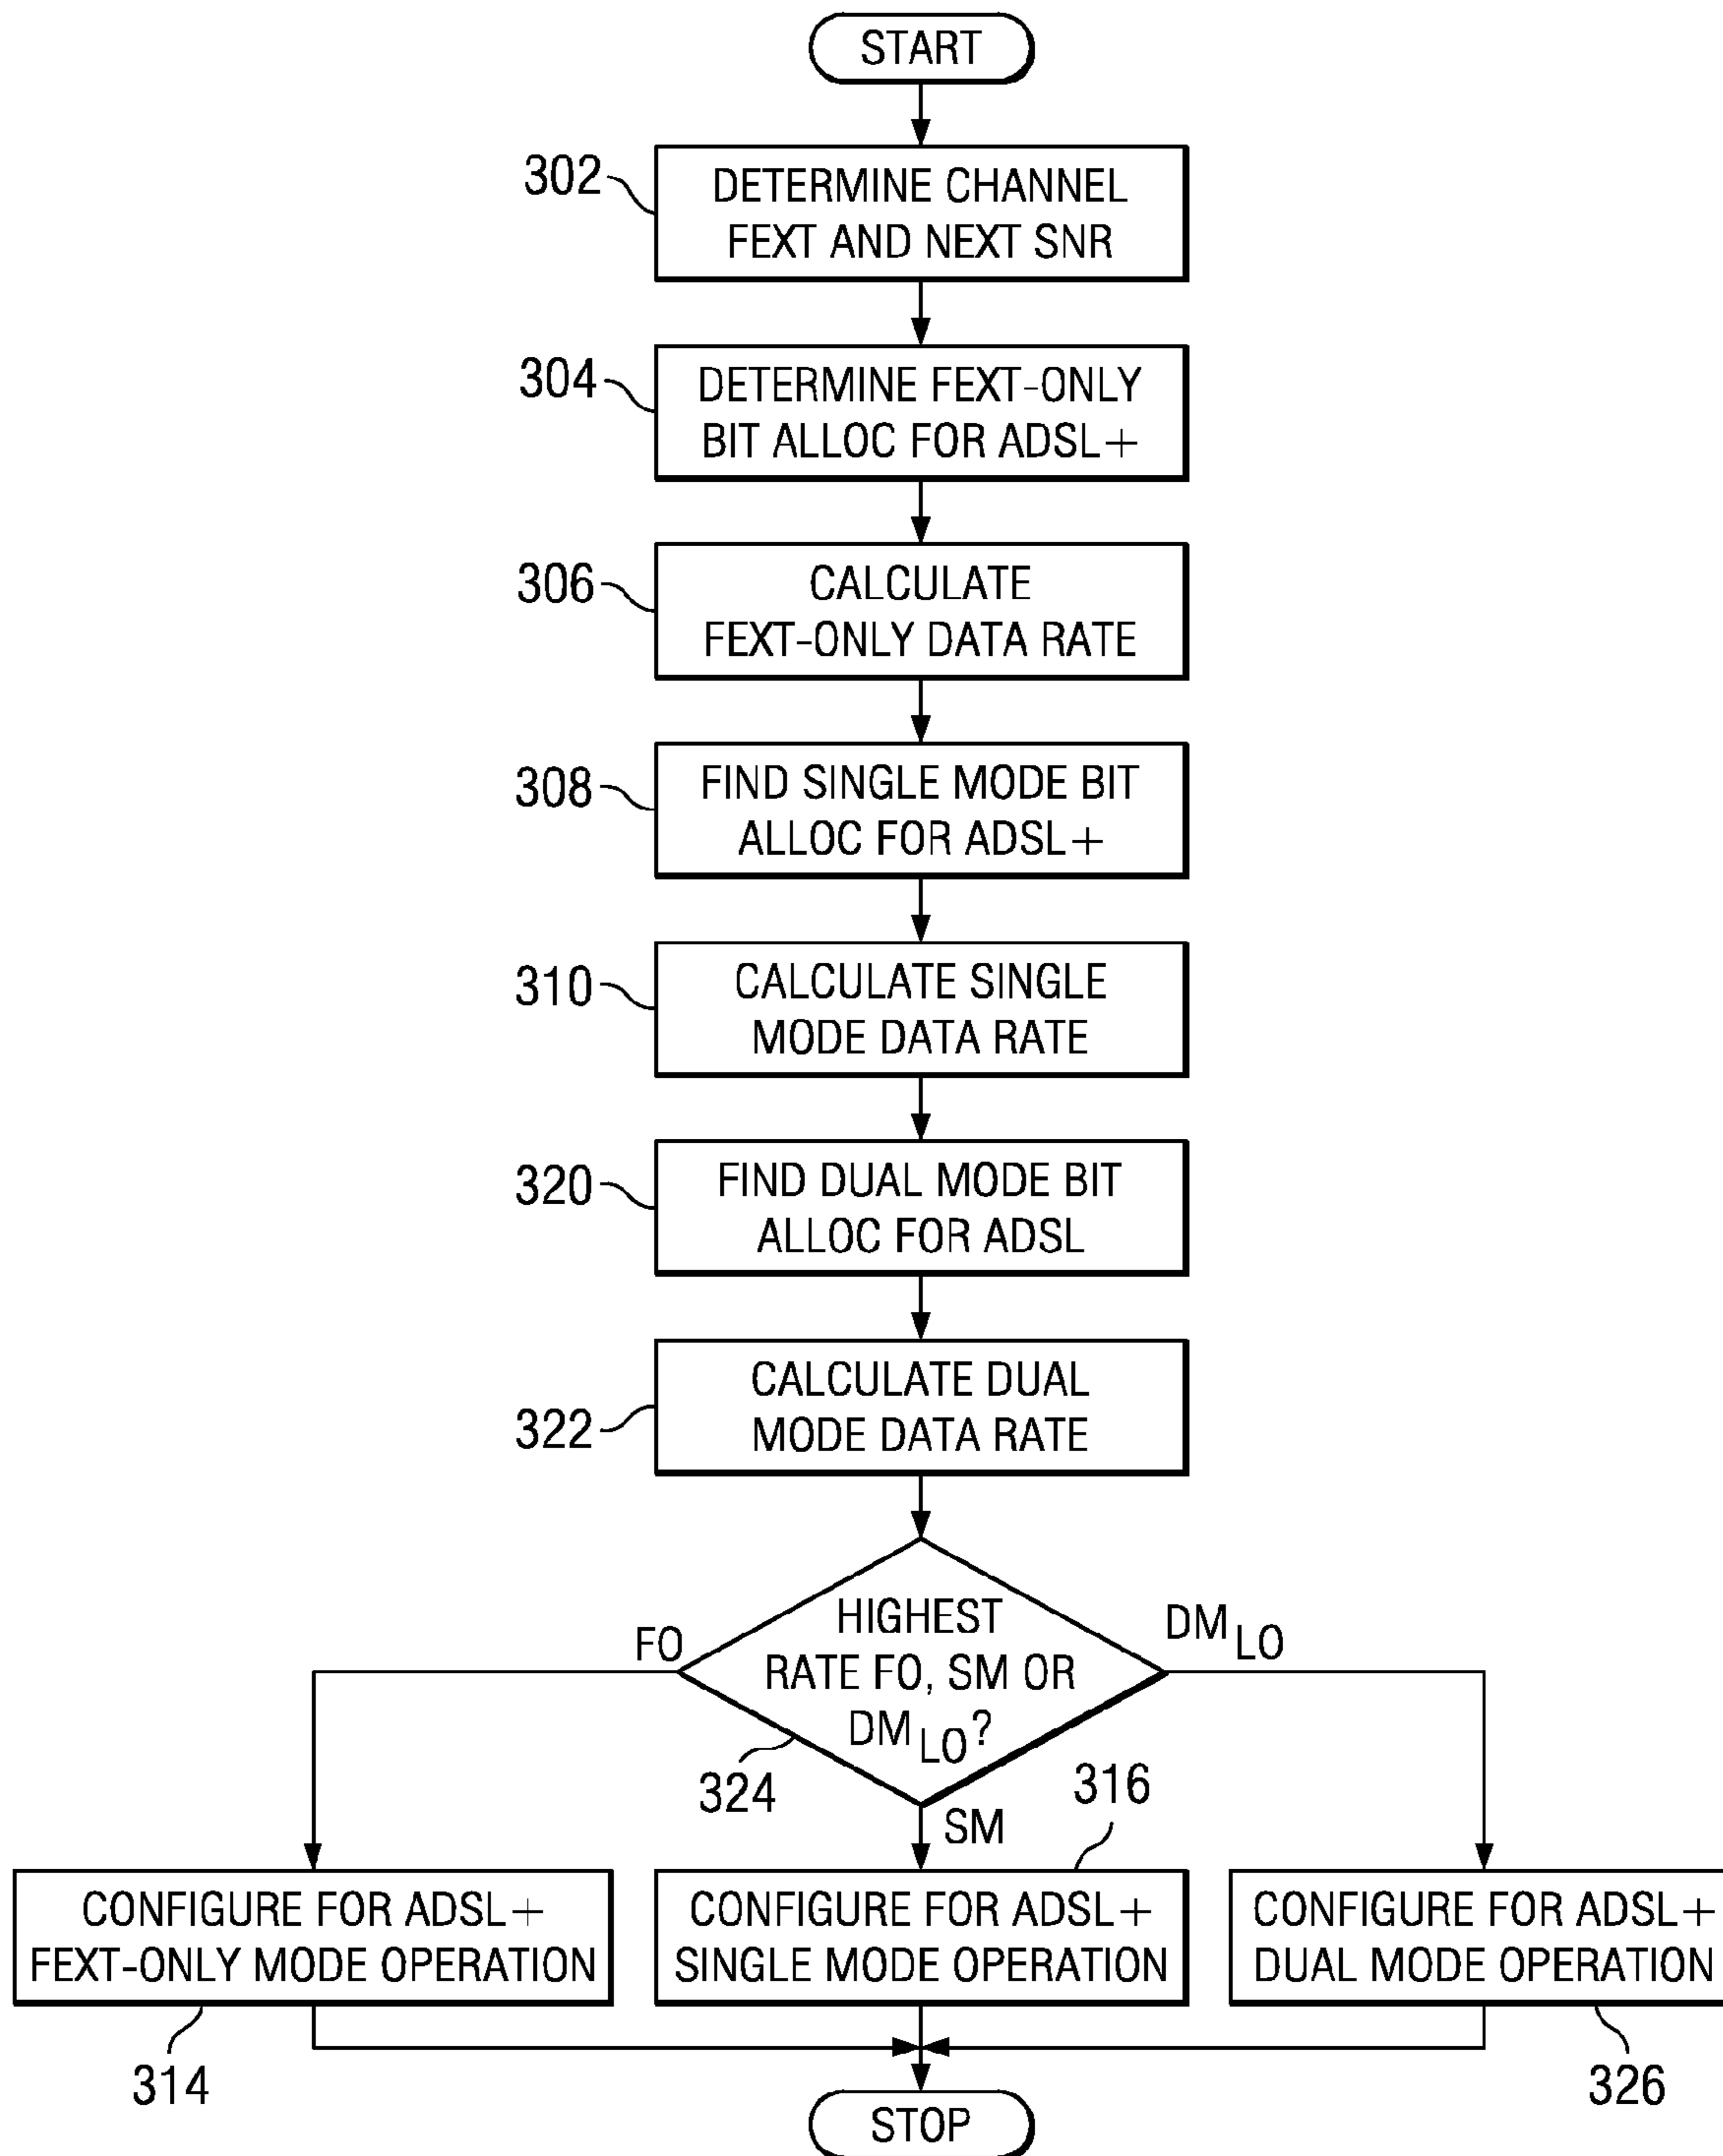 START
302
DETERMINE CHANNEL
FEXT AND NEXT SNR
304
DETERMINE FEXT-ONLY
BIT ALLOC FOR ADSL+
306
CALCULATE
FEXT-ONLY DATA RATE
308
FIND SINGLE MODE BIT
ALLOC FOR ADSL+
310
CALCULATE SINGLE
MODE DATA RATE
320
FIND DUAL MODE BIT
ALLOC FOR ADSL
322
CALCULATE DUAL
MODE DATA RATE
HIGHEST
RATE FO, SM OR
DM LO?
FO
DM LO
324
SM
316
CONFIGURE FOR ADSL+
FEXT-ONLY MODE OPERATION
CONFIGURE FOR ADSL+
SINGLE MODE OPERATION
CONFIGURE FOR ADSL+
DUAL MODE OPERATION
314
326
STOP